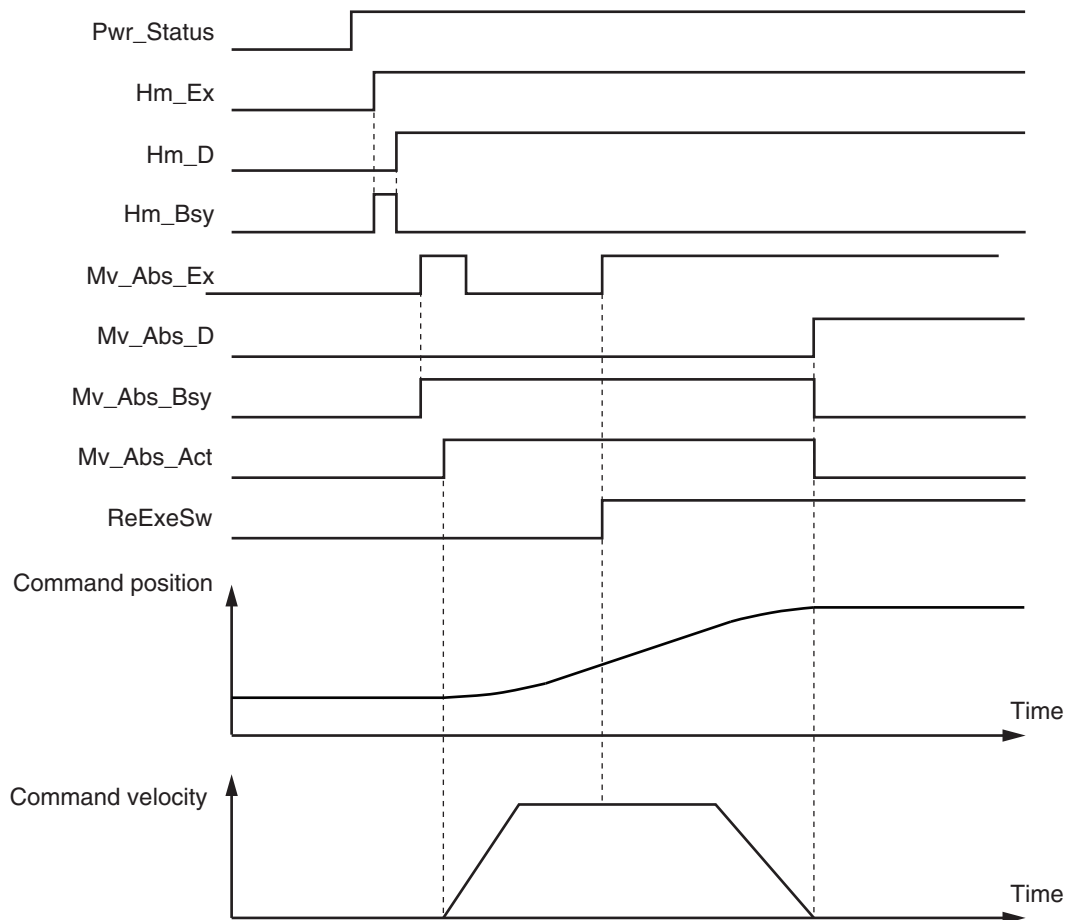 Pwr_Status
Hm_Ex
Hm_D
Hm_Bsy
Mv_Abs_Ex
Mv_Abs_D
Mv_Abs_Bsy
Mv_Abs_Act
ReExeSw
Command position
Time
Command velocity
Time